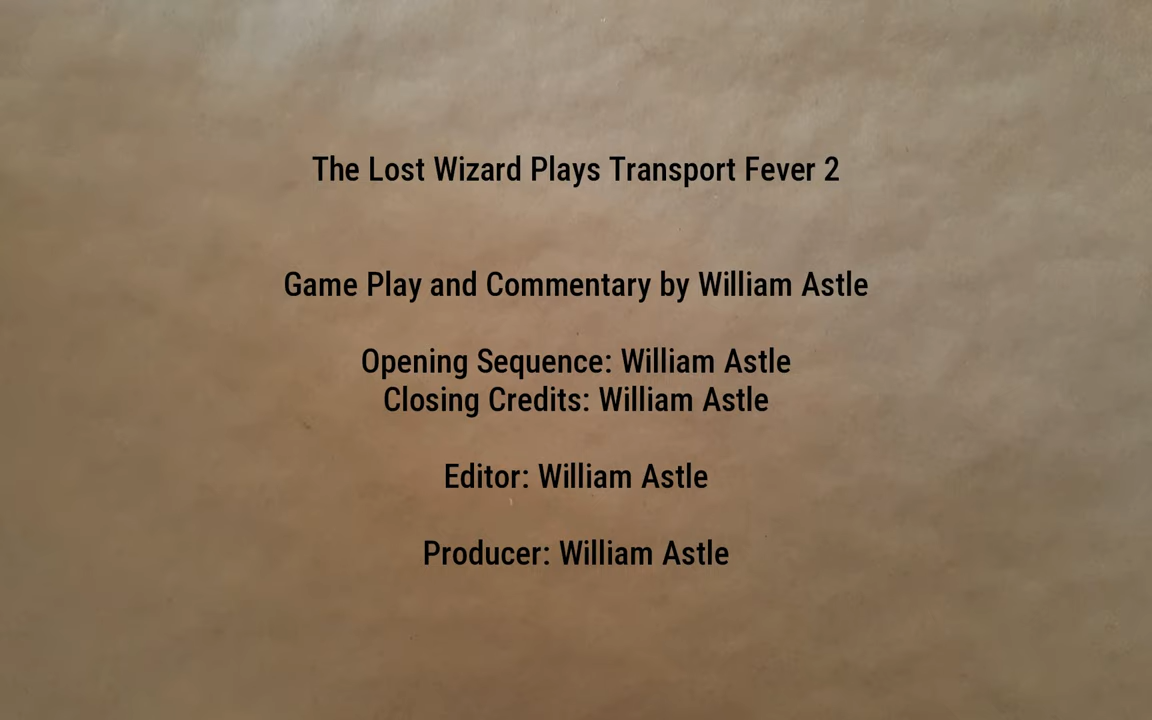 The Lost Wizard Plays Transport Fever 2
Game Play and Commentary by William Astle
Opening Sequence: William Astle
Closing Credits: William Astle
Editor: William Astle
Producer: William Astle